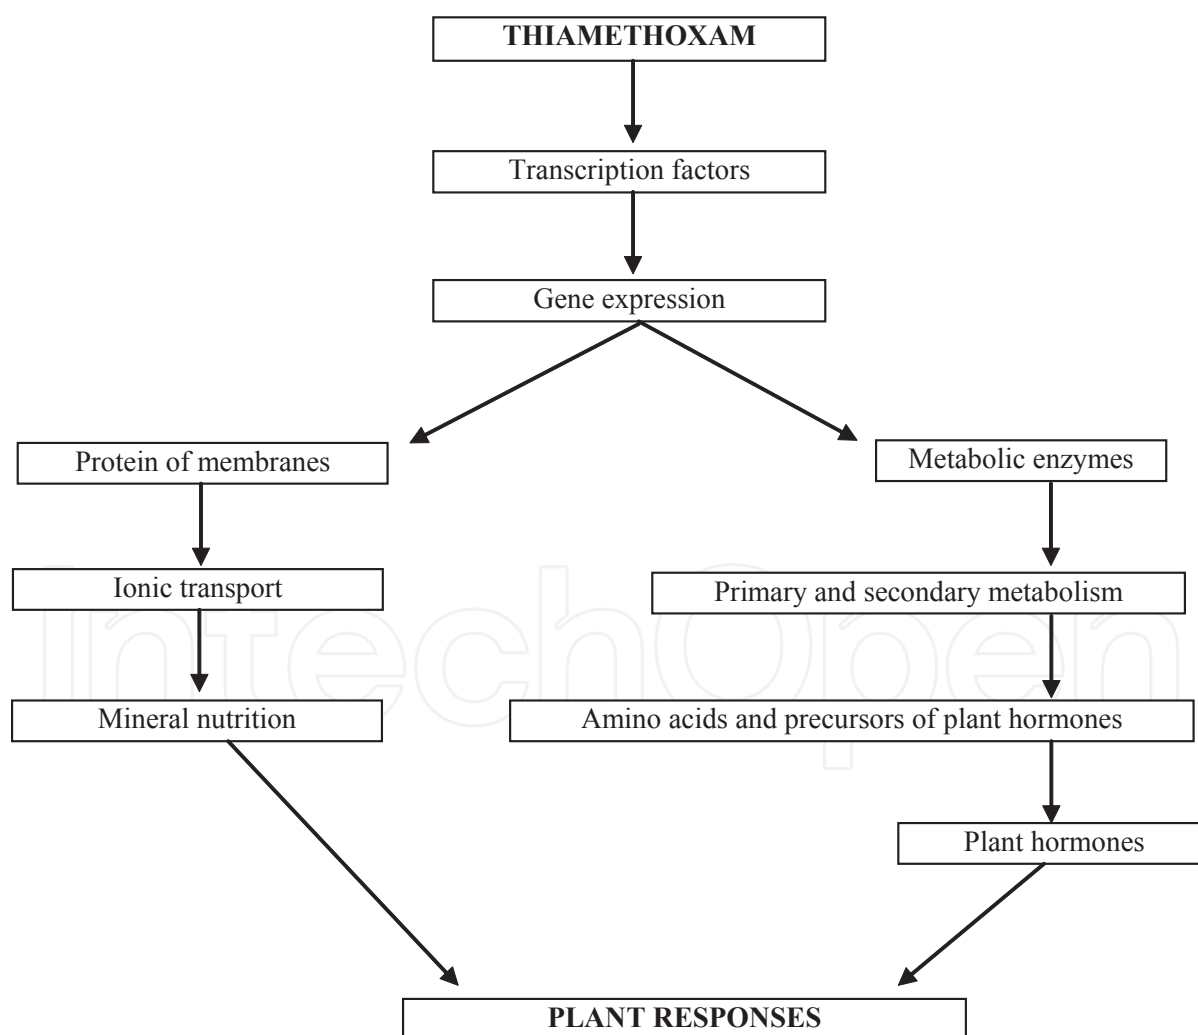 THIAMETHOXAM
Transcription factors
Gene expression
Protein of membranes
Metabolic enzymes
Ionic transport
Primary and secondary metabolism
IntechOpen
Mineral nutrition
Amino acids and precursors of plant hormones
Plant hormones
PLANT RESPONSES